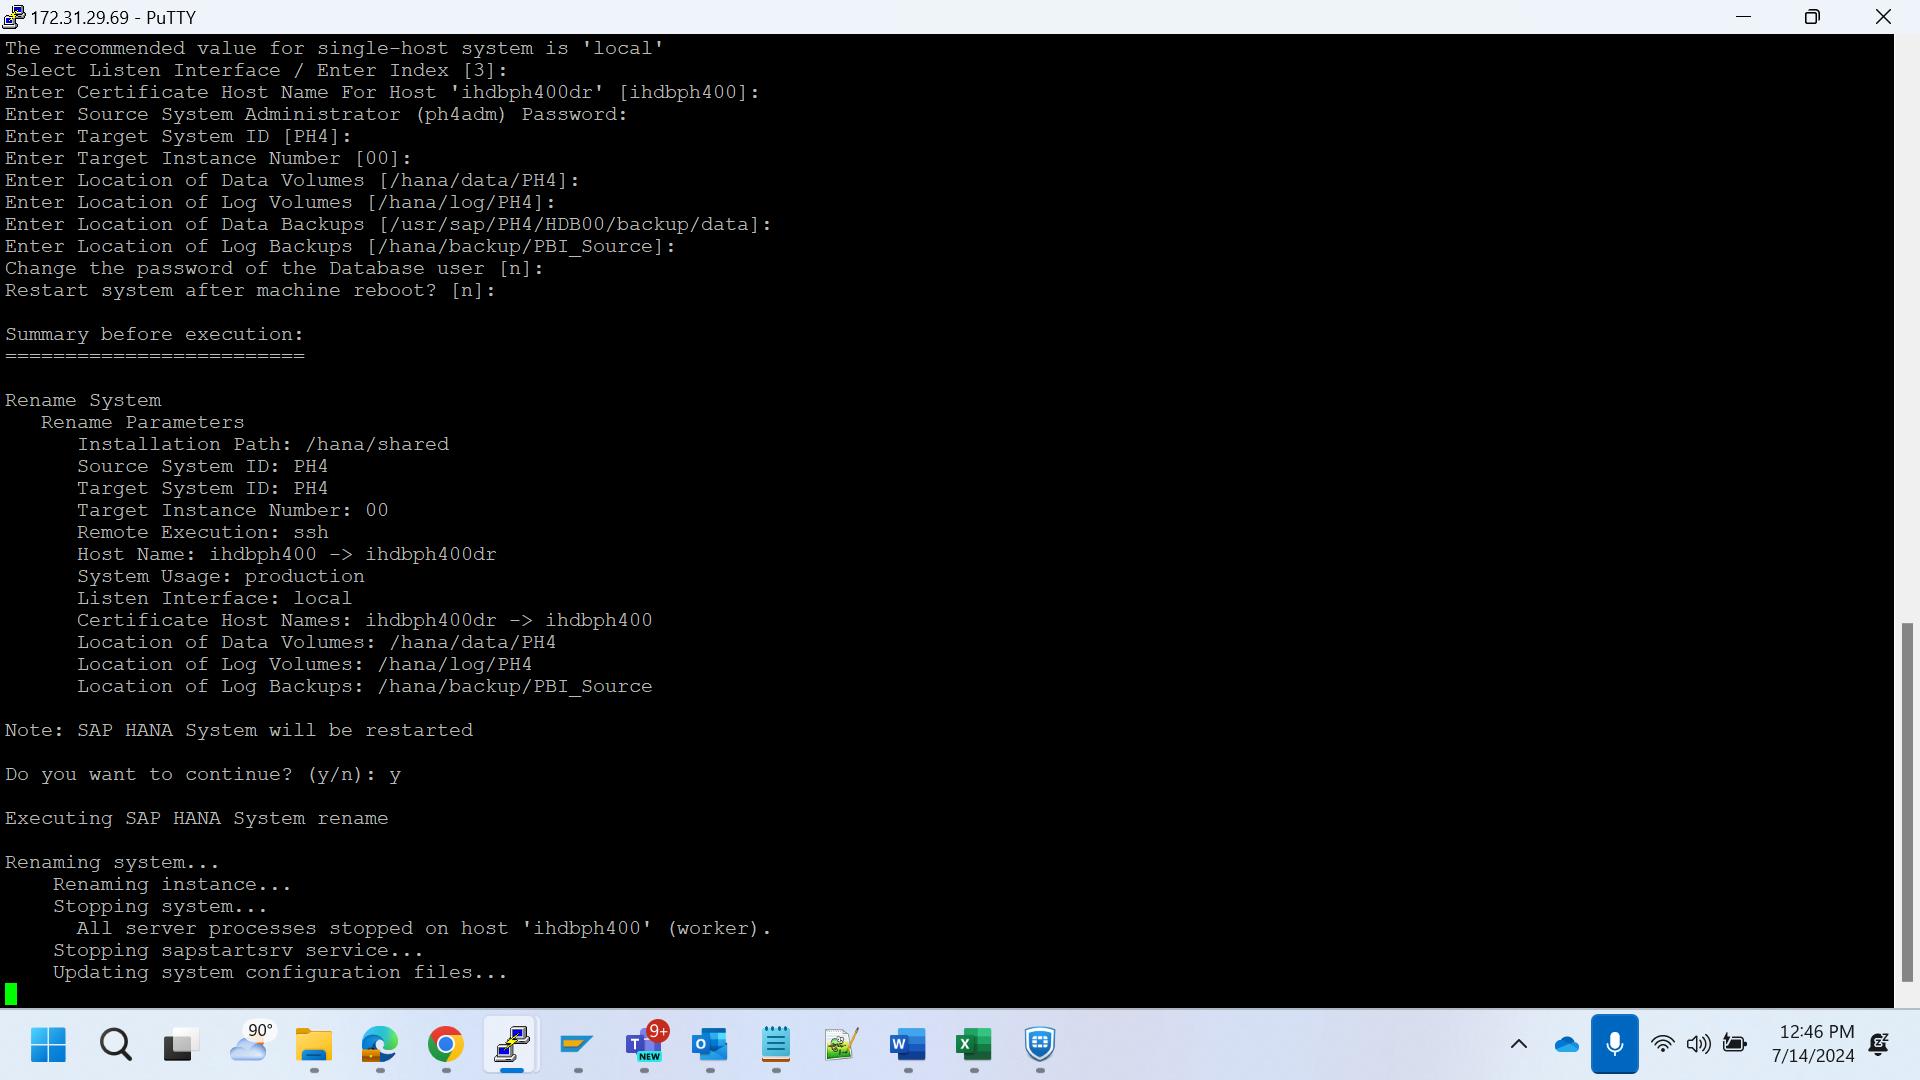 172.31.29.69 - PuTTY
The recommended value for single-host system is 'local'
Select Listen Interface / Enter Index [3]:
Enter Certificate Host Name For Host 'ihdbph400dr' [ihdbph400]:
Enter Source System Administrator (ph4adm) Password:
Enter Target System ID [PH4]:
Enter Target Instance Number [00]:
Enter Location of Data Volumes [/hana/data/PH4]:
Enter Location of Log Volumes [/hana/log/PH4]:
Enter Location of Data Backups [/usr/sap/PH4/HDB00/backup/data]:
Enter Location of Log Backups [/hana/backup/PBI_Source]:
Change the password of the Database user [n]:
Restart system after machine reboot? [n]:
Summary before execution:
=========================
Rename System
Rename Parameters
Installation Path: /hana/shared
Source System ID: PH4
Target System ID: PH4
Target Instance Number: 00
Remote Execution: ssh
Host Name: ihdbph400 -> ihdbph400dr
System Usage: production
Listen Interface: local
Certificate Host Names: ihdbph400dr -> ihdbph400
Location of Data Volumes: /hana/data/PH4
Location of Log Volumes: /hana/log/PH4
Location of Log Backups: /hana/backup/PBI_Source
Note: SAP HANA System will be restarted
Do you want to continue? (y/n): y
Executing SAP HANA System rename
Renaming system...
Renaming instance...
Stopping system...
All server processes stopped on host 'ihdbph400' (worker).
Stopping sapstartsrv service...
Updating system configuration files...
90°
9+
T
NEW
O
W
X
12:46 PM
7/14/2024